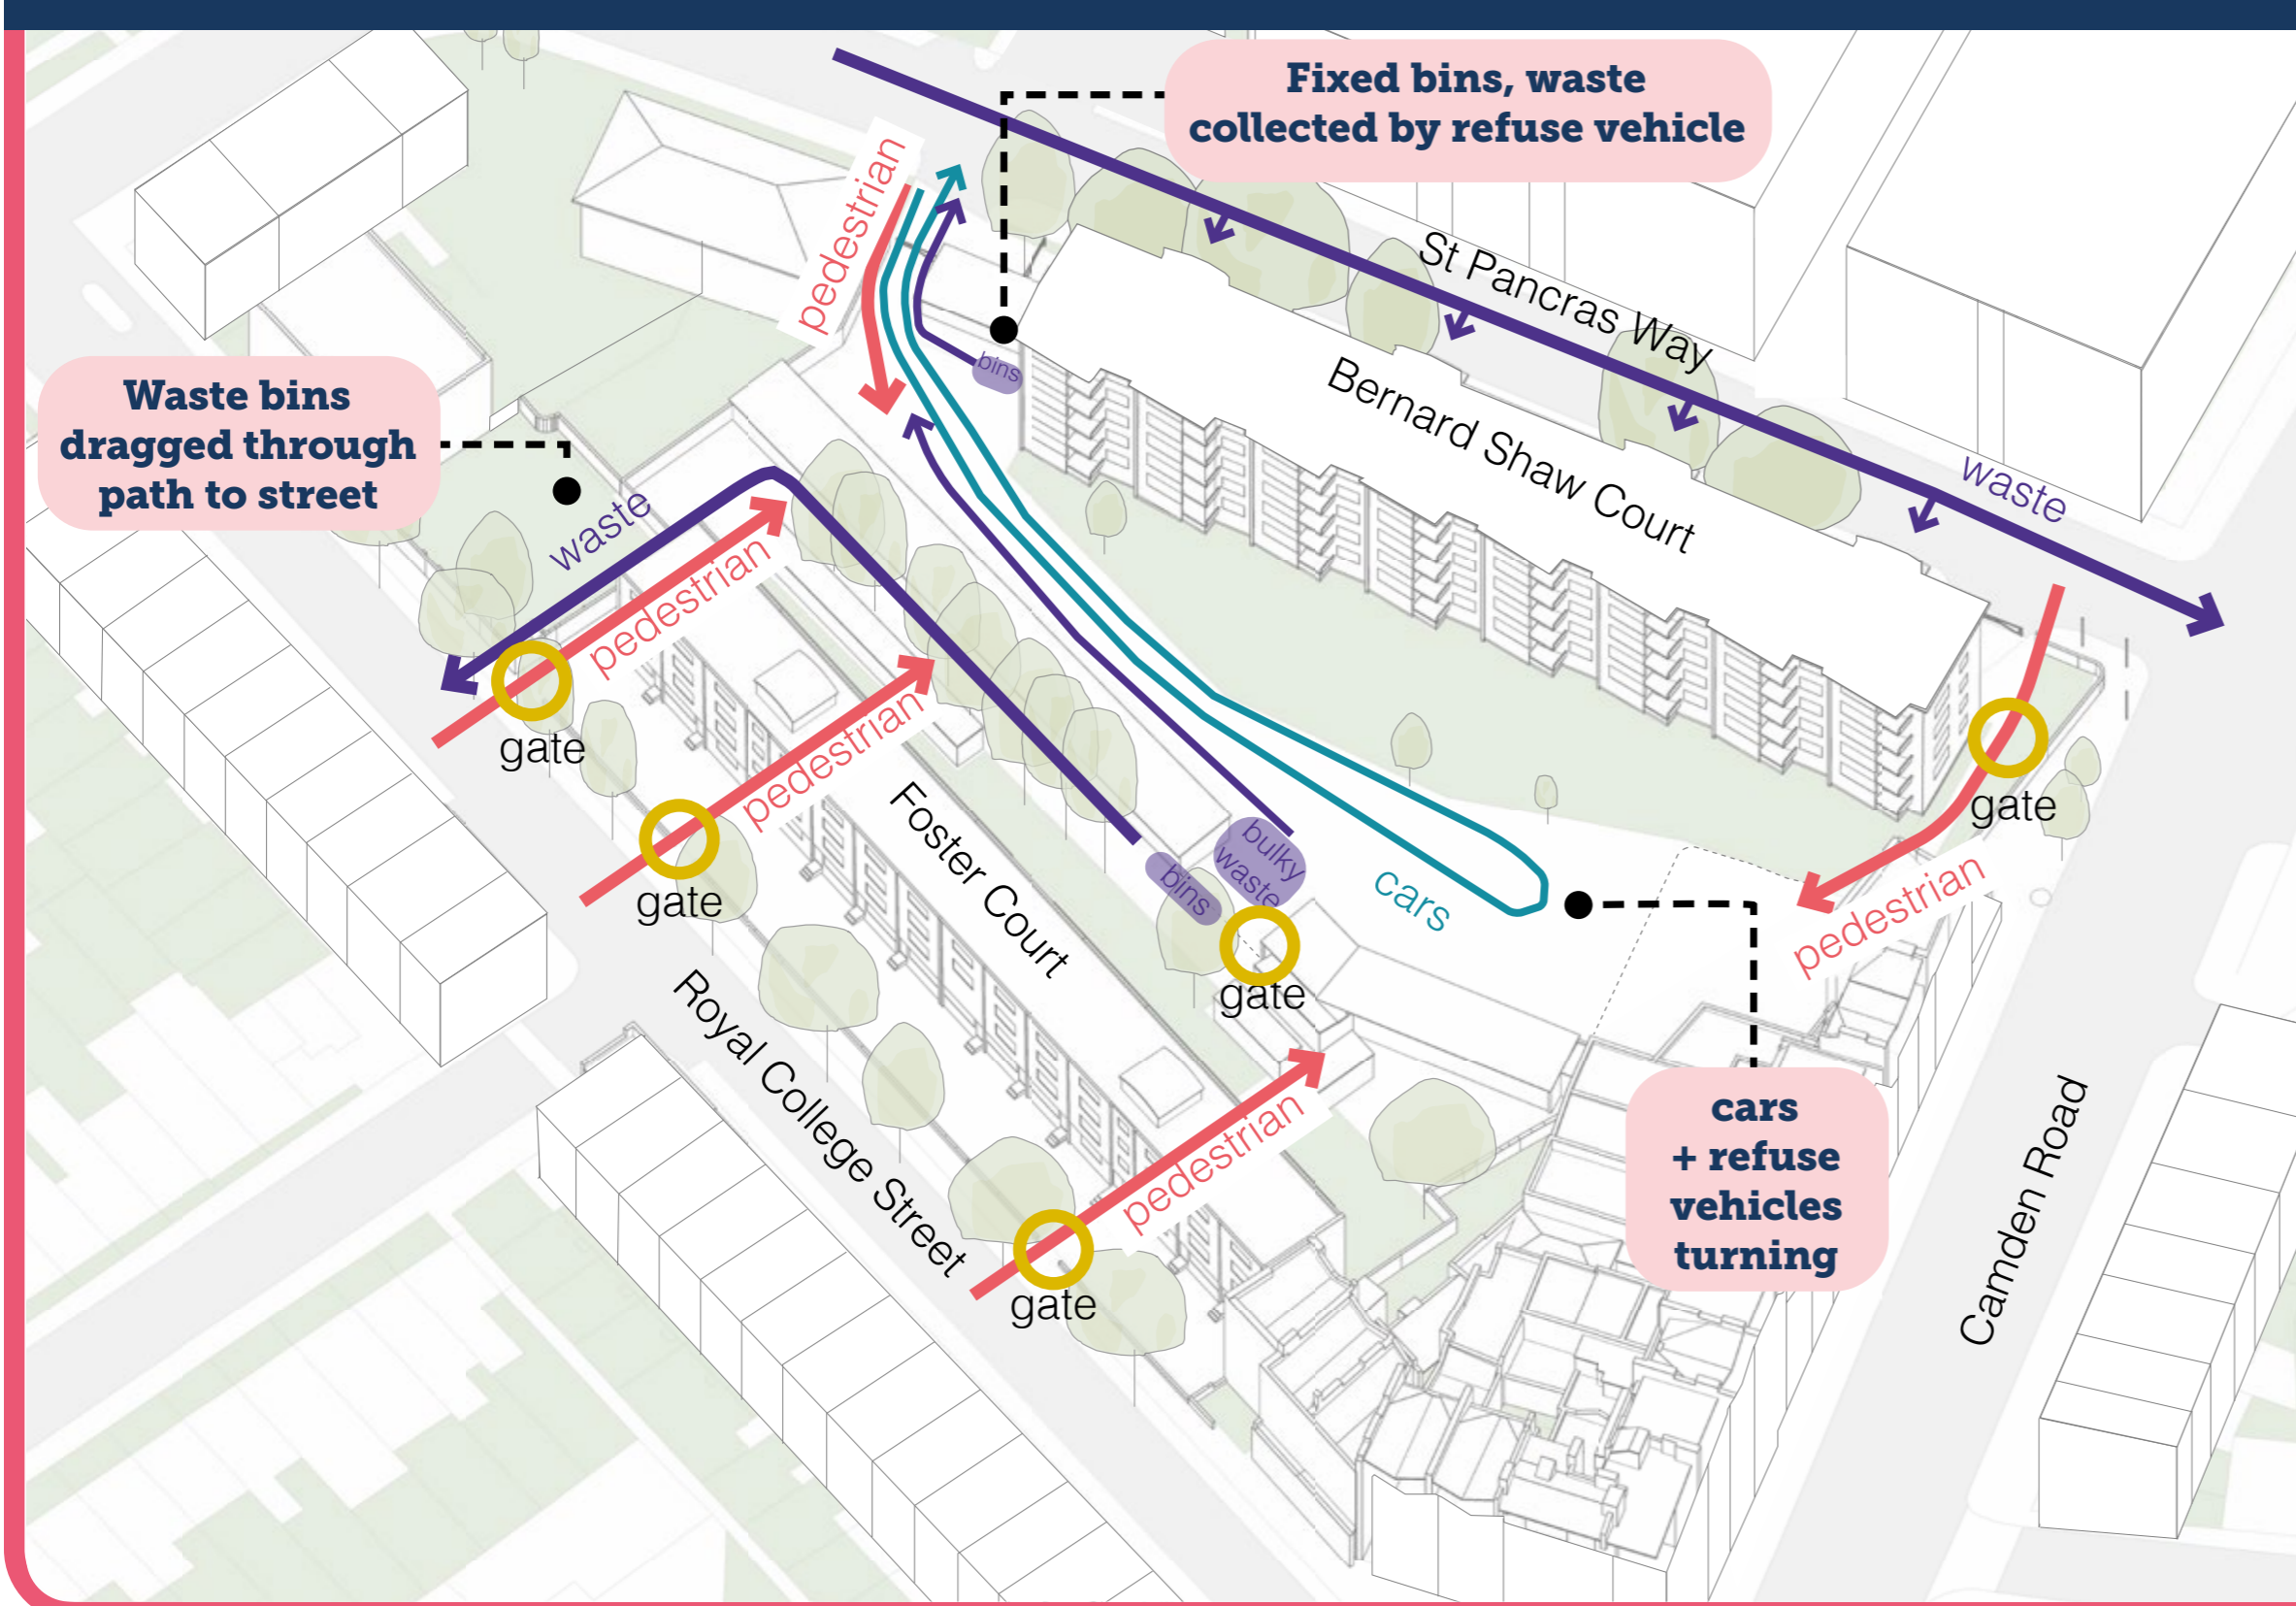 Fixed bins, waste
collected by refuse vehicle
pedestrian
St Pancras Way
bins
Bernard Shaw Court
Waste bins
dragged through
path to street
waste
waste
pedestrian
gate
pedestrian
gate
Foster Court
bulky
waste
bins
cars
gate
gate
pedestrian
Royal College Street
pedestrian
gate
cars
+ refuse
vehicles
turning
Camden Road